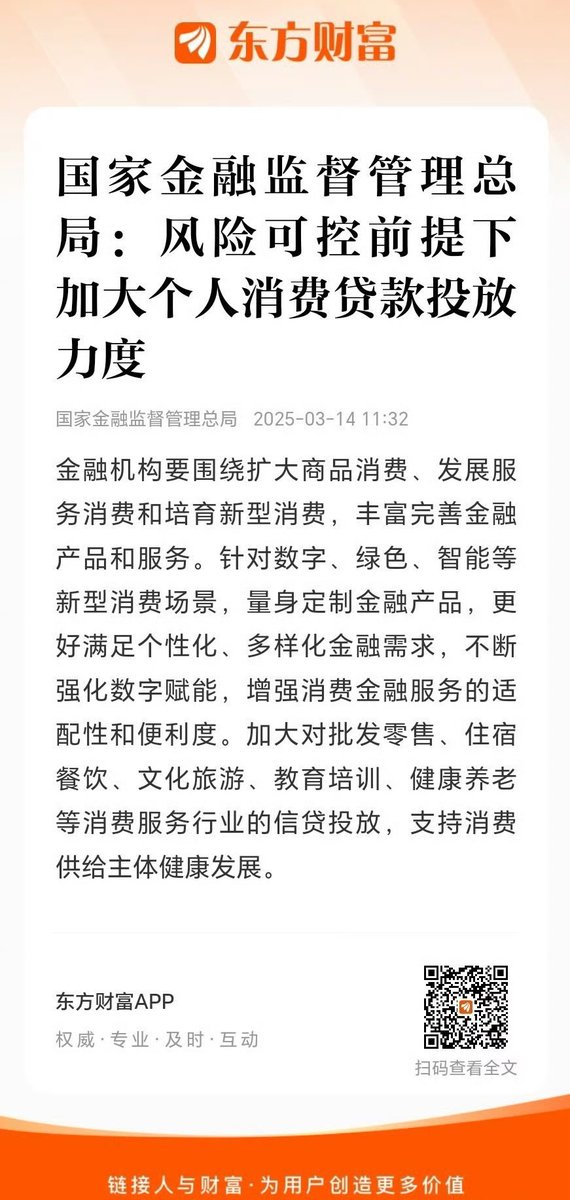 东方财富
国家金融监督管理总
局：风险可控前提下
加大个人消费贷款投放
力度
国家金融监督管理总局 2025-03-14 11:32
金融机构要围绕扩大商品消费、发展服
务消费和培育新型消费，丰富完善金融
产品和服务。针对数字、绿色、智能等
新型消费场景，量身定制金融产品，更
好满足个性化、多样化金融需求，不断
强化数字赋能，增强消费金融服务的适
配性和便利度。加大对批发零售、住宿
餐饮、文化旅游、教育培训、健康养老
等消费服务行业的信贷投放，支持消费
供给主体健康发展。
东方财富APP
权威·专业·及时·互动
扫码查看全文
链接人与财富·为用户创造更多价值